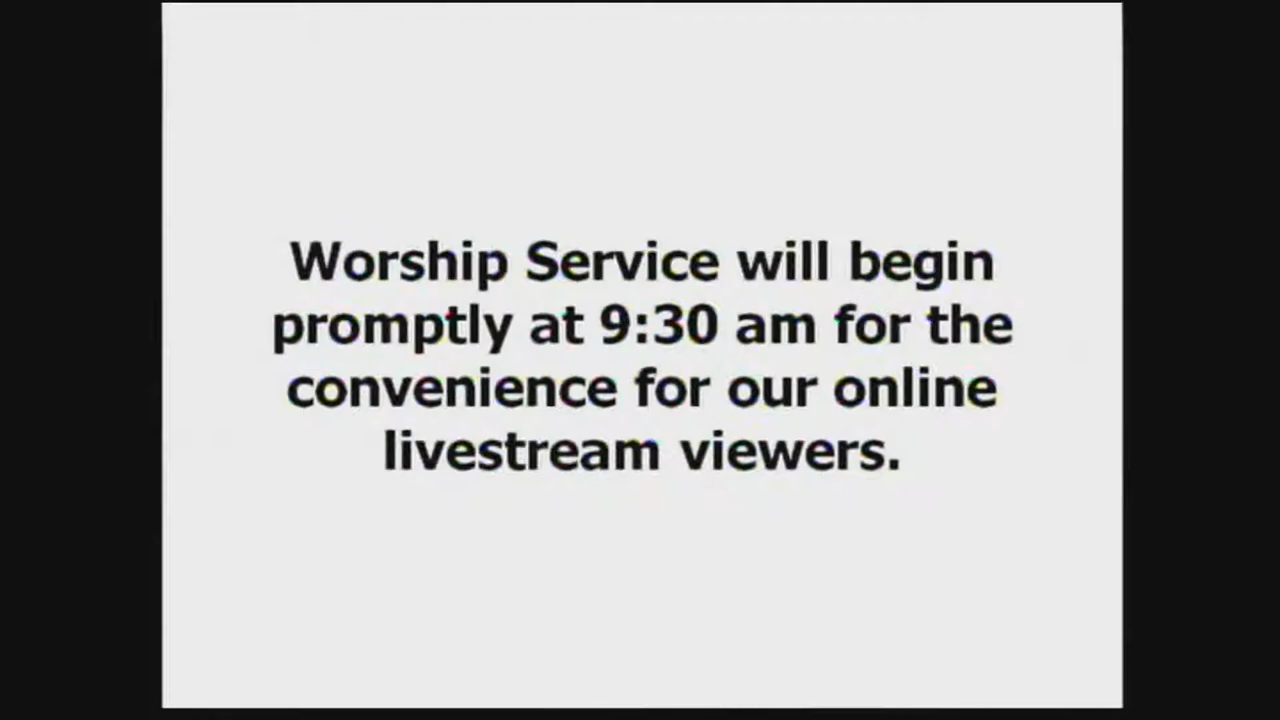 Worship Service will begin
promptly at 9:30 am for the
convenience for our online
livestream viewers.